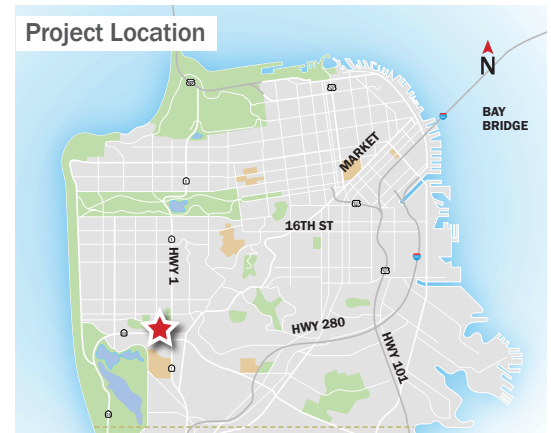 Project Location
N
BAY
BRIDGE
MARKET
16TH ST
HWY 1
HWY 280
HWY 101